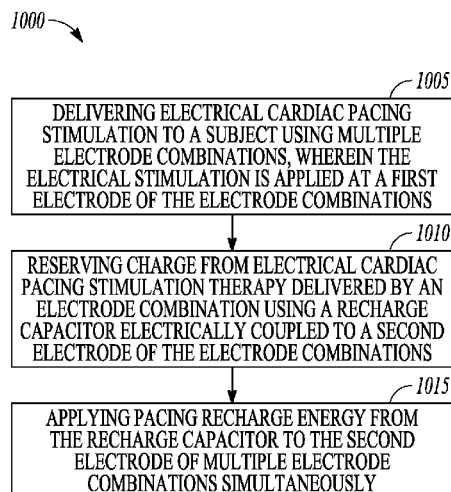 1000
1005
DELIVERING ELECTRICAL CARDIAC PACING
STIMULATION TO A SUBJECT USING MULTIPLE
ELECTRODE COMBINATIONS, WHEREIN THE
ELECTRICAL STIMULATION IS APPLIED AT A FIRST
ELECTRODE OF THE ELECTRODE COMBINATIONS
1010
RESERVING CHARGE FROM ELECTRICAL CARDIAC
PACING STIMULATION THERAPY DELIVERED BY AN
ELECTRODE COMBINATION USING A RECHARGE
CAPACITOR ELECTRICALLY COUPLED TO A SECOND
ELECTRODE OF THE ELECTRODE COMBINATIONS
1015
APPLYING PACING RECHARGE ENERGY FROM
THE RECHARGE CAPACITOR TO THE SECOND
ELECTRODE OF MULTIPLE ELECTRODE
COMBINATIONS SIMULTANEOUSLY